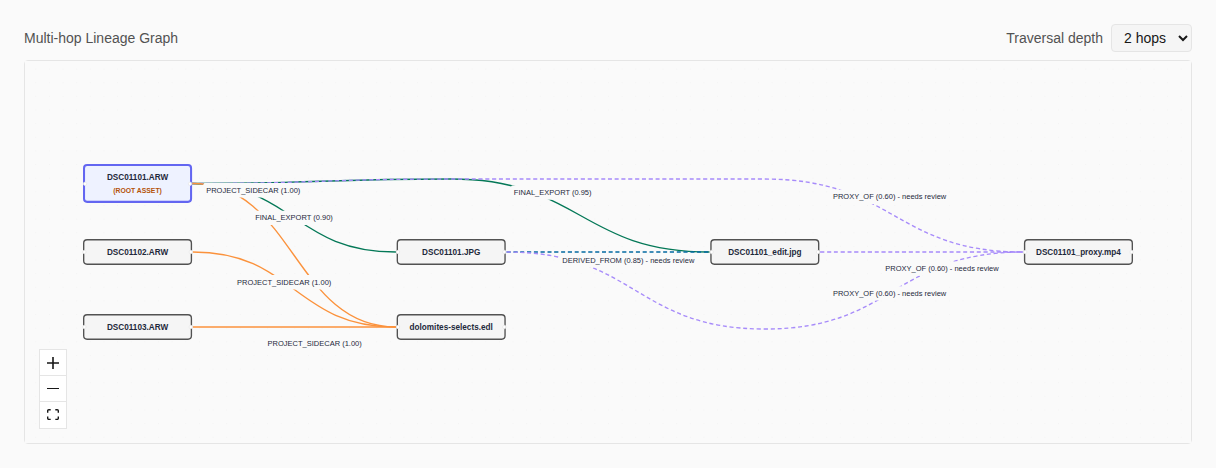 Multi-hop Lineage Graph
Traversal depth
2 hops
DSC01101.ARW
(ROOT ASSET)
PROJECT_SIDECAR (1.00)
FINAL_EXPORT (0.95)
PROXY_OF (0.60) - needs review
FINAL_EXPORT (0.90)
DSC01102.ARW
DSC01101.JPG
DSC01101_edit.jpg
DSC01101_proxy.mp4
DERIVED_FROM (0.85) - needs review
PROXY_OF (0.60) - needs review
PROJECT_SIDECAR (1.00)
PROXY_OF (0.60) - needs review
DSC01103.ARW
dolomites-selects.edl
PROJECT_SIDECAR (1.00)